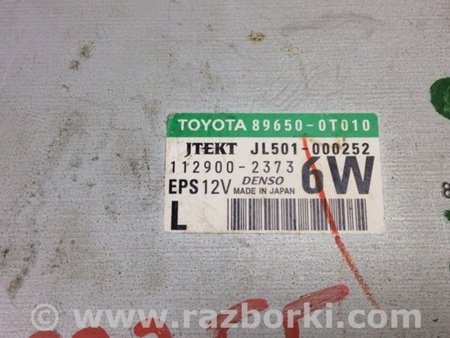 TOYOTA 89650-0T010
JTEKT JL501-000252
112900-2373 6W
EPS 12V DENSO MADE IN JAPAN
L
© www.razborki.com